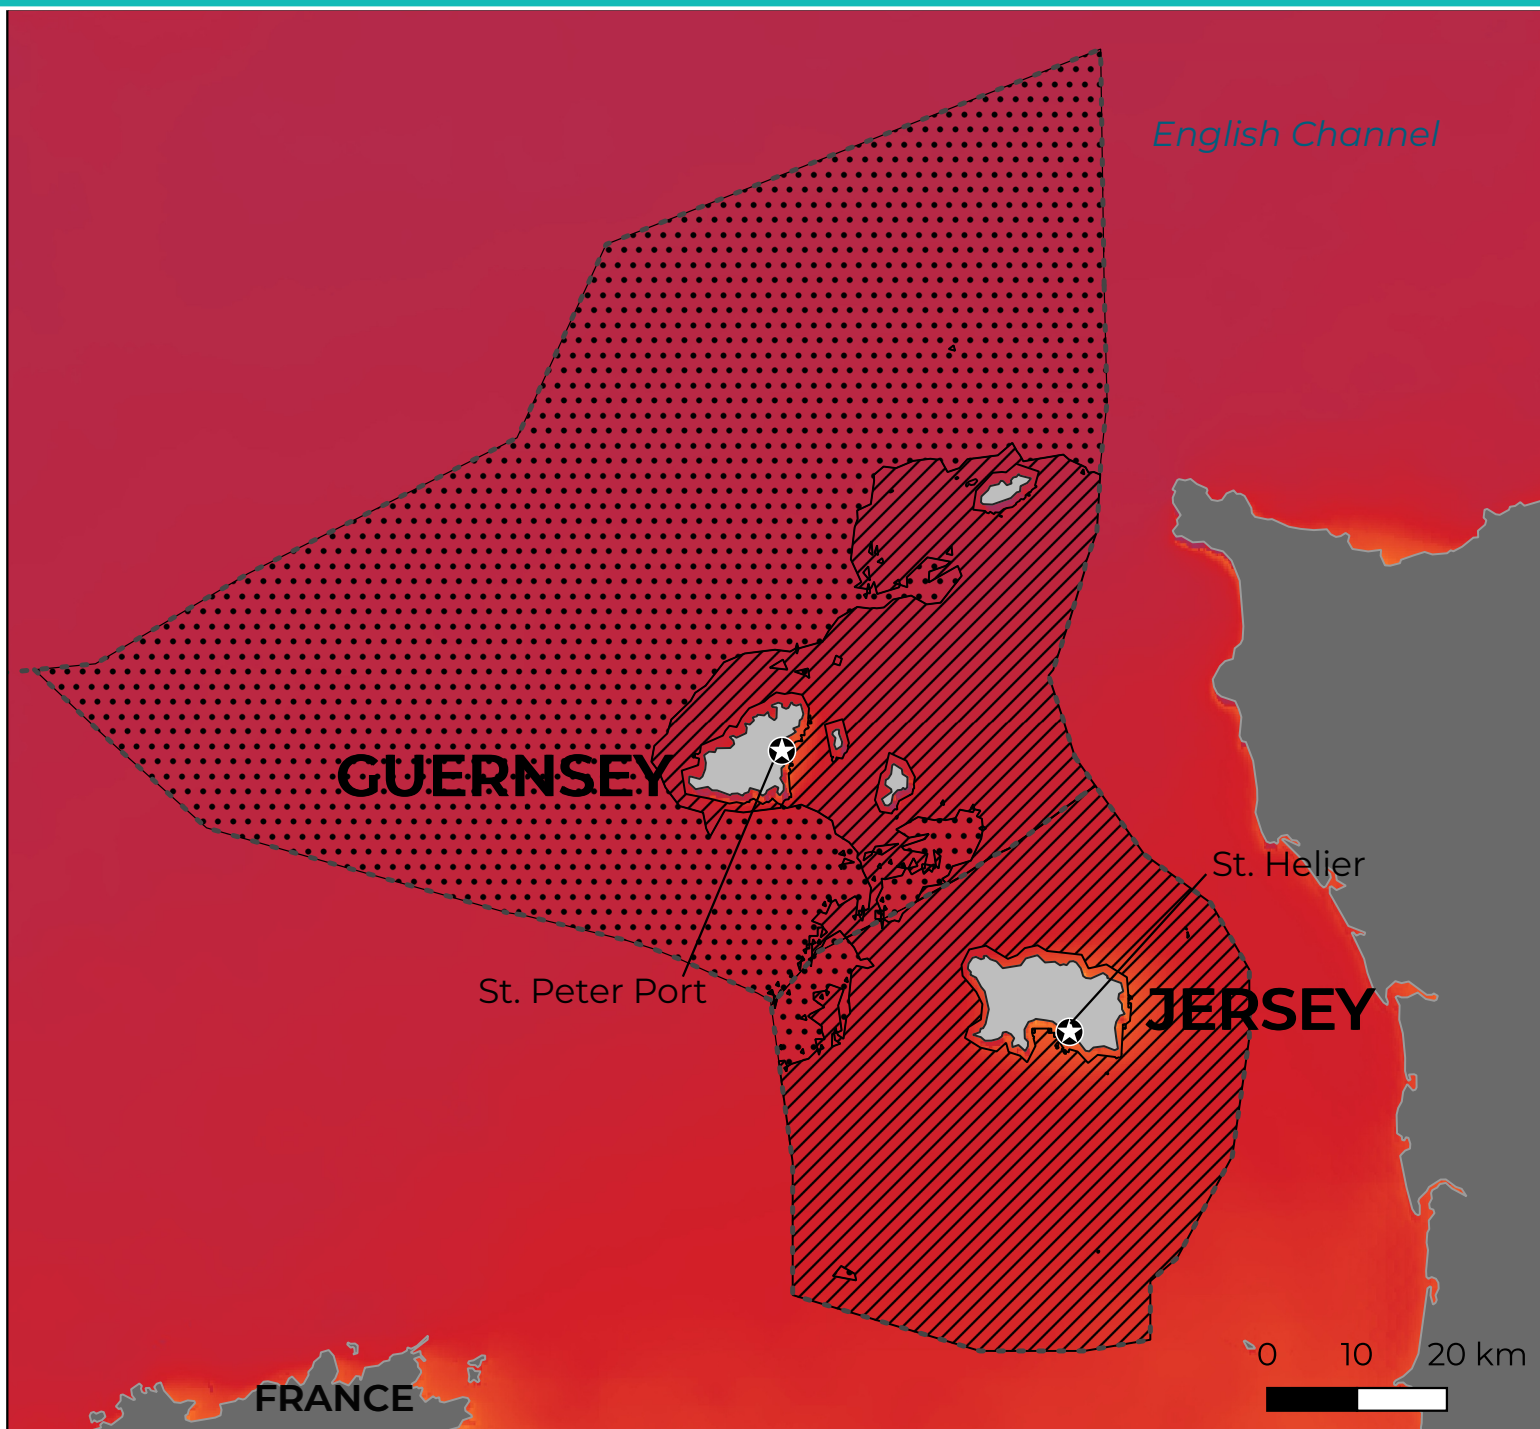 English Channel
GUERNSEY
St. Helier
St. Peter Port
JERSEY
0 10 20 km
FRANCE